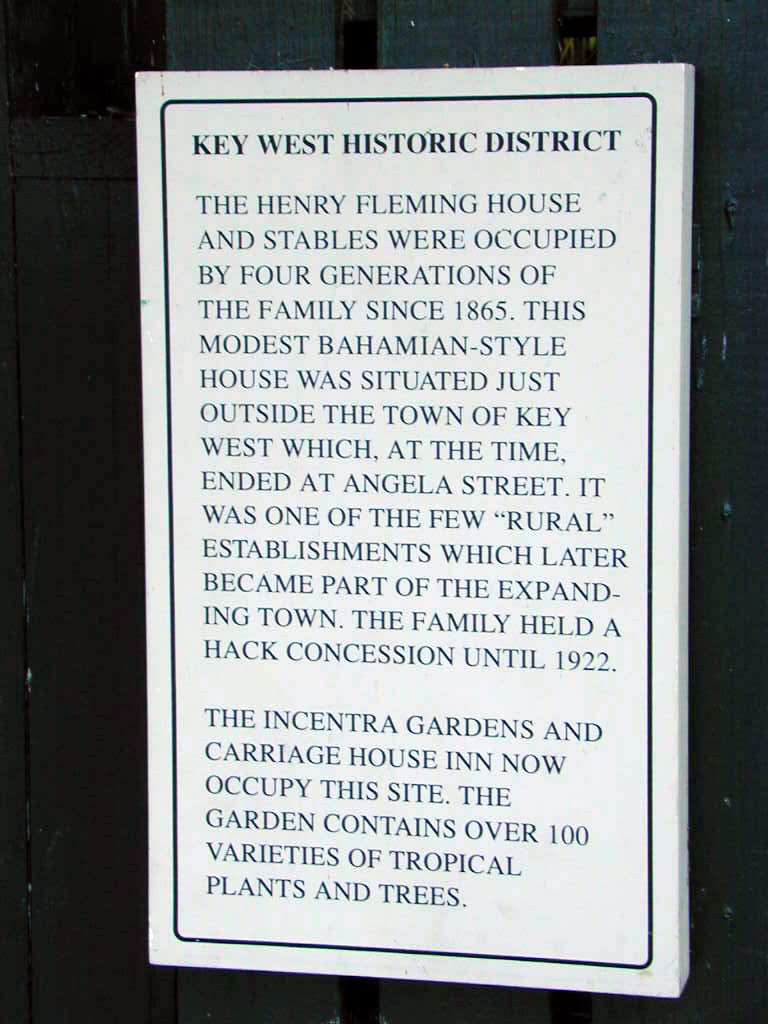 KEY WEST HISTORIC DISTRICT
THE HENRY FLEMING HOUSE
AND STABLES WERE OCCUPIED
BY FOUR GENERATIONS OF
THE FAMILY SINCE 1865. THIS
MODEST BAHAMIAN-STYLE
HOUSE WAS SITUATED JUST
OUTSIDE THE TOWN OF KEY
WEST WHICH, AT THE TIME,
ENDED AT ANGELA STREET. IT
WAS ONE OF THE FEW “RURAL”
ESTABLISHMENTS WHICH LATER
BECAME PART OF THE EXPAND-
ING TOWN. THE FAMILY HELD A
HACK CONCESSION UNTIL 1922.
THE INCENTRA GARDENS AND
CARRIAGE HOUSE INN NOW
OCCUPY THIS SITE. THE
GARDEN CONTAINS OVER 100
VARIETIES OF TROPICAL
PLANTS AND TREES.